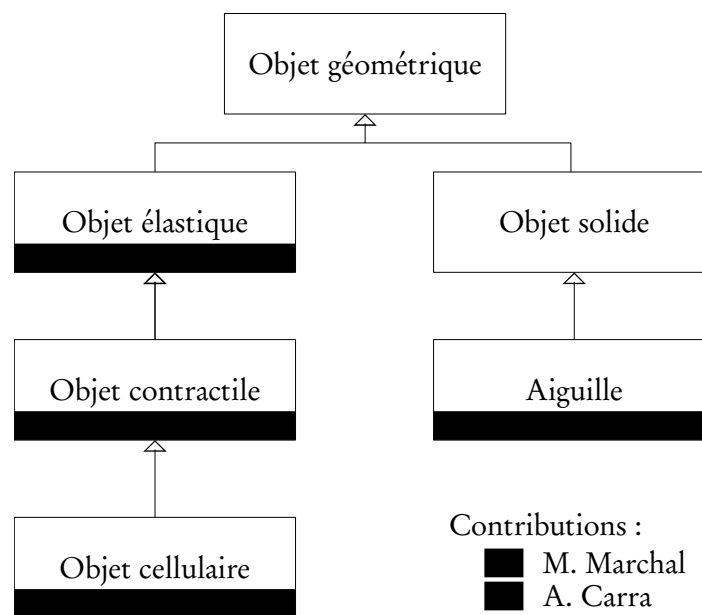 Objet géométrique
Objet élastique
Objet solide
Objet contractile
Aiguille
Objet cellulaire
Contributions :
M. Marchal
A. Carra